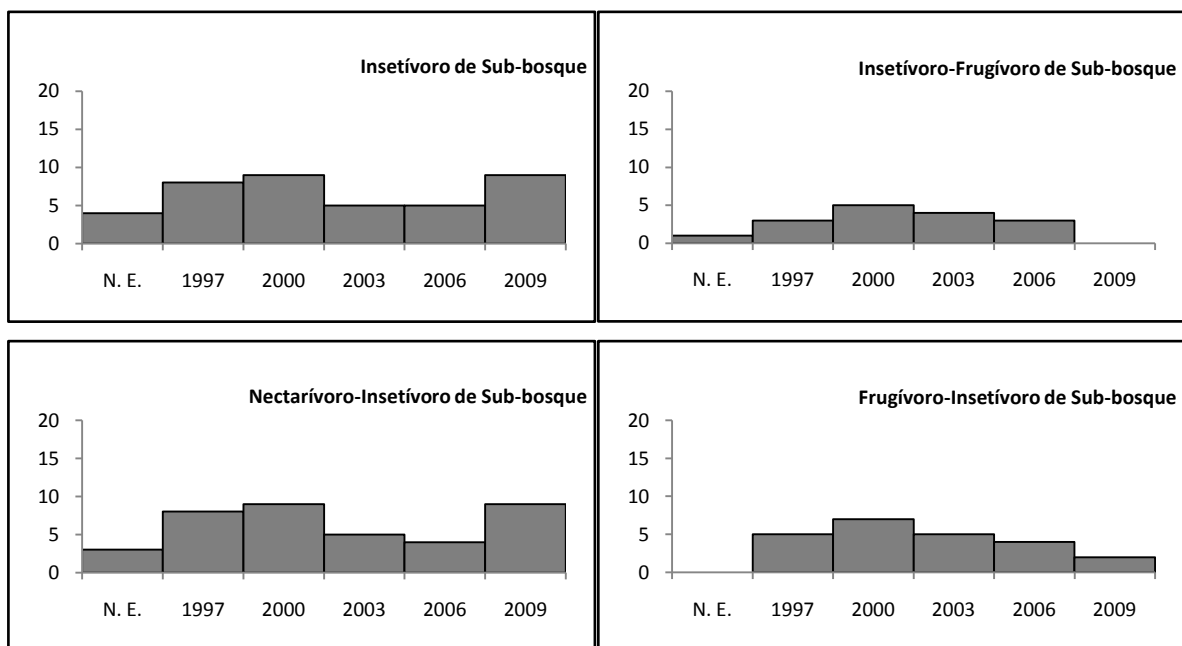 Insetívoro de Sub-bosque
20
15
10
5
0
N. E. 1997 2000 2003 2006 2009
Insetívoro-Frugívoro de Sub-bosque
20
15
10
5
0
N. E. 1997 2000 2003 2006 2009
Nectarívoro-Insetívoro de Sub-bosque
20
15
10
5
0
N. E. 1997 2000 2003 2006 2009
Frugívoro-Insetívoro de Sub-bosque
20
15
10
5
0
N. E. 1997 2000 2003 2006 2009